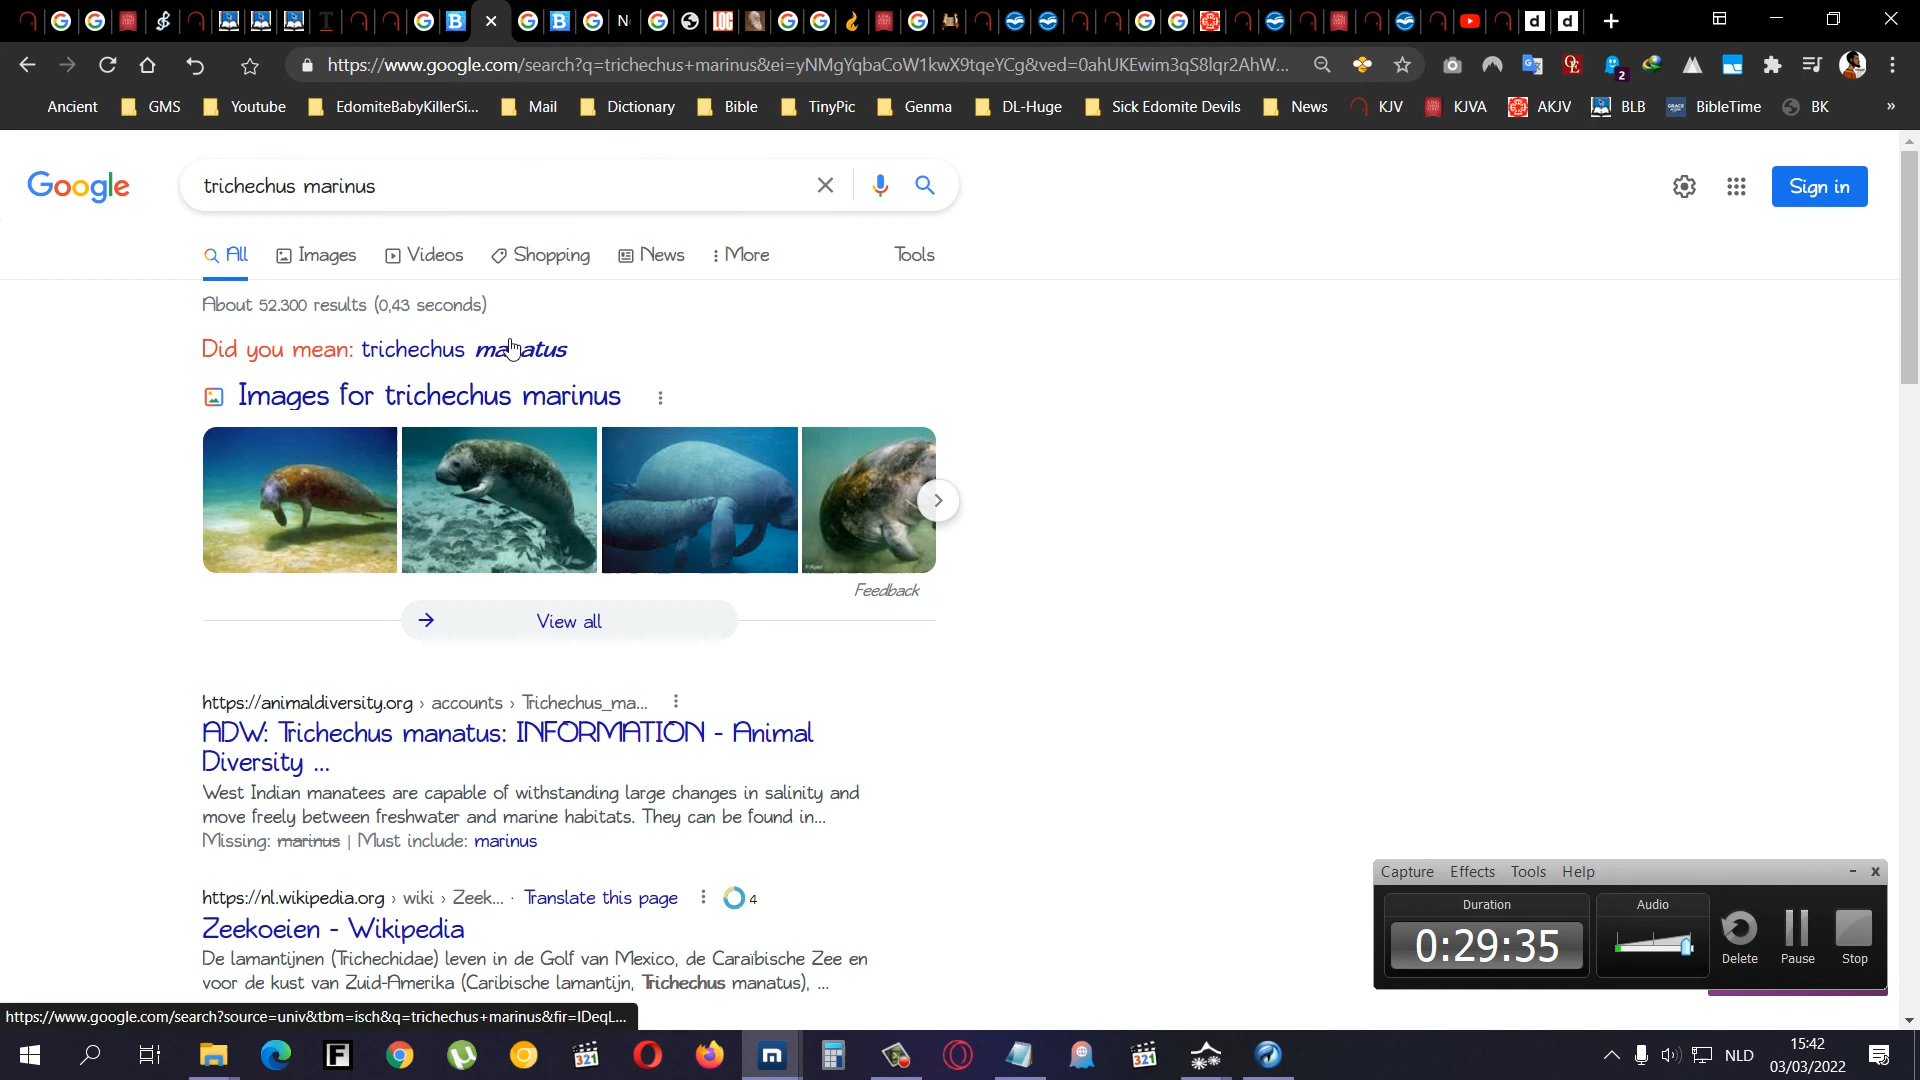 https://www.google.com/search?q=trichechus+marinus&ei=yNMgYqbaCoW1kwX9tqeYCg&ved=0ahUKEwim3qS8lqr2AhW...
2
Ancient GMS Youtube EdomiteBabyKillerSi... Mail Dictionary Bible TinyPic Genma DL-Huge Sick Edomite Devils News KJV KJVA AKJV BLB BibleTime BK »
Google
trichechus marinus
Sign in
All Images Videos Shopping News More Tools
About 52.300 results (0,43 seconds)
Did you mean: trichechus manatus
Images for trichechus marinus
Feedback
View all
https://animaldiversity.org › accounts › Trichechus_ma...
ADW: Trichechus manatus: INFORMATION - Animal
Diversity ...
West Indian manatees are capable of withstanding large changes in salinity and
move freely between freshwater and marine habitats. They can be found in...
Missing: marinus | Must include: marinus
https://nl.wikipedia.org › wiki › Zeek... · Translate this page 4
Zeekoeien - Wikipedia
De lamantijnen (Trichechidae) leven in de Golf van Mexico, de Caraïbische Zee en
voor de kust van Zuid-Amerika (Caribische lamantijn, Trichechus manatus), ...
Capture Effects Tools Help
Duration Audio
0:29:35
Delete Pause Stop
https://www.google.com/search?source=univ&tbm=isch&q=trichechus+marinus&fir=IDeqL...
NLD
15:42
03/03/2022